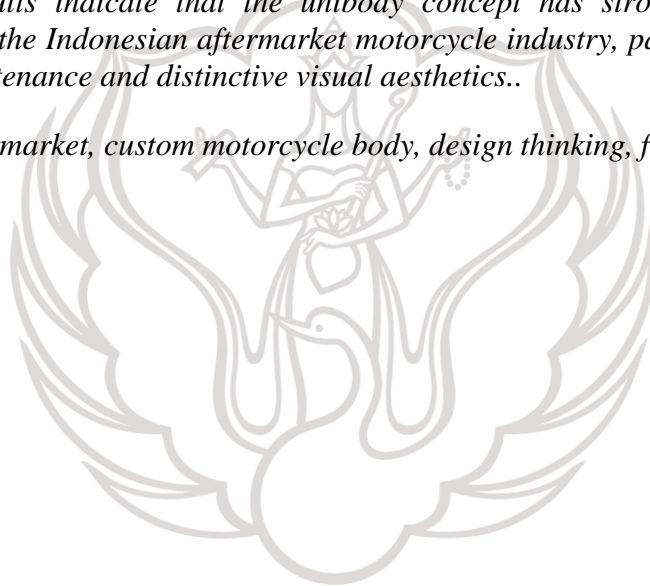 that the unibody concept has
the Indonesian aftermarket motorcycle industry,
and distinctive visual aesthetics..
custom motorcycle body, design thinking,